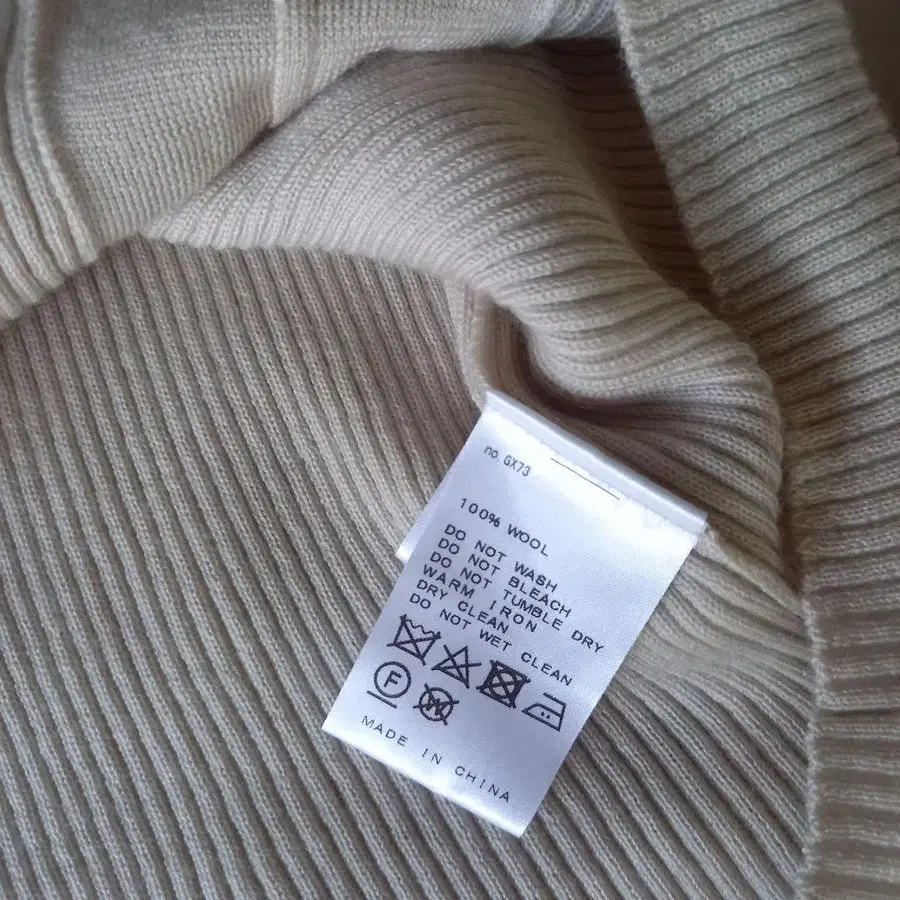 no. GX73
100% WOOL
DO NOT WASH
DO NOT BLEACH
DO NOT TUMBLE DRY
WARM IRON
DRY CLEAN
DO NOT WET CLEAN
F W
MADE IN CHINA